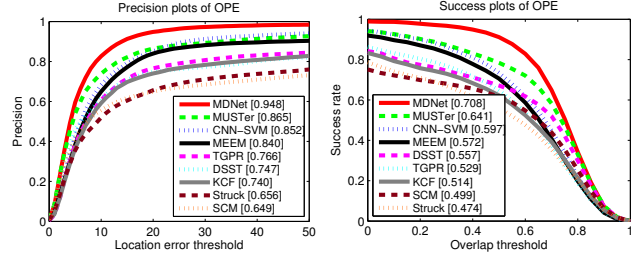 Precision plots of OPE
1
0.8
0.6
0.4
0.2
0
Precision
MDNet [0.948]
MUSTer [0.865]
CNN-SVM [0.852]
MEEM [0.840]
TGPR [0.766]
DSST [0.747]
KCF [0.740]
Struck [0.656]
SCM [0.649]
0 10 20 30 40 50
Location error threshold
Success plots of OPE
1
0.8
0.6
0.4
0.2
0
Success rate
MDNet [0.708]
MUSTer [0.641]
CNN-SVM [0.597]
MEEM [0.572]
DSST [0.557]
TGPR [0.529]
KCF [0.514]
SCM [0.499]
Struck [0.474]
0 0.2 0.4 0.6 0.8 1
Overlap threshold